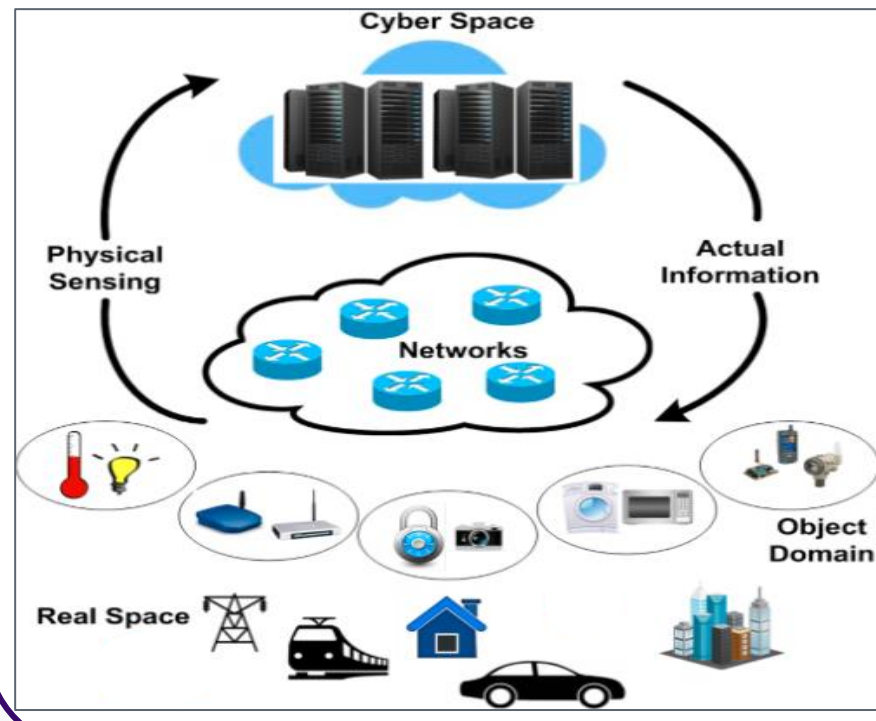 Cyber Space
Physical
Sensing
Actual
Information
Networks
Object
Domain
Real Space